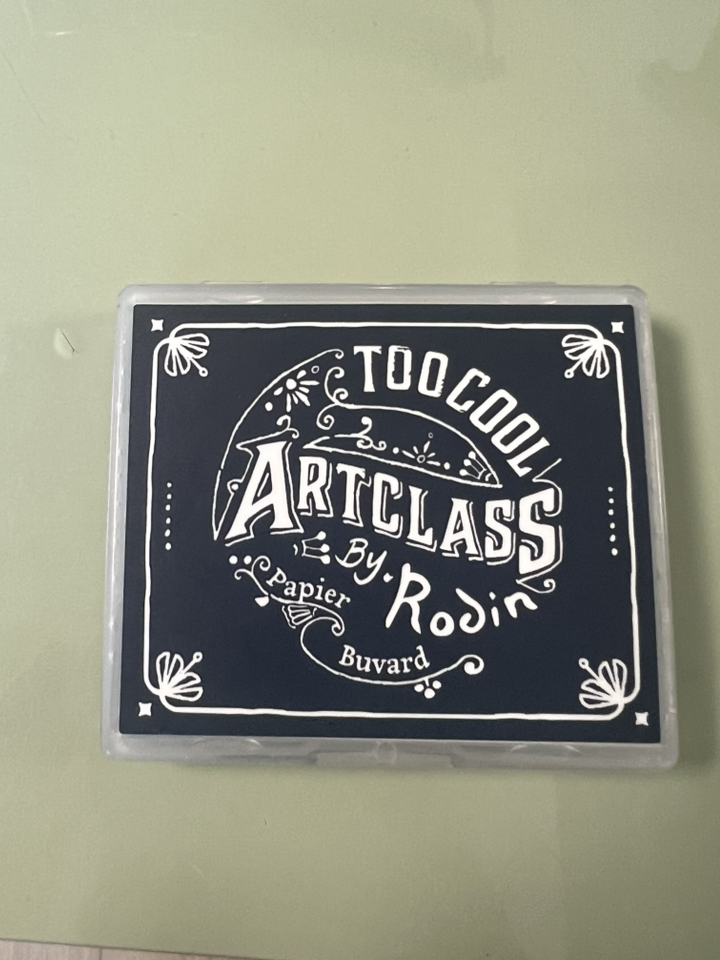 TOO COOL
ARTCLASS
By. Rodin
Papier
Buvard